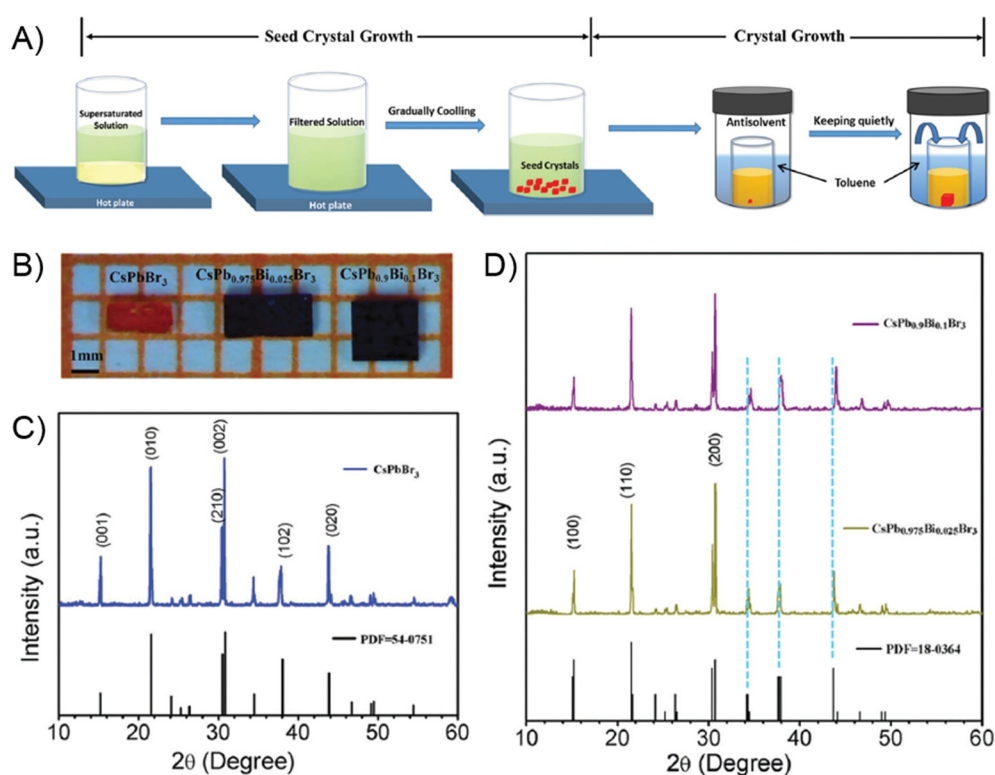 A)
Seed Crystal Growth
Crystal Growth
Supersaturated
Solution
Hot plate
Filtered Solution
Hot plate
Gradually Coolling
Seed Crystals
Antisolvent
Keeping quietly
Toluene
B)
CsPbBr3
CsPb0.975Bi0.025Br3
CsPb0.9Bi0.1Br3
1mm
C)
Intensity (a.u.)
(001)
(010)
(210)
(002)
(102)
(020)
CsPbBr3
PDF=54-0751
10 20 30 40 50 60
2θ (Degree)
D)
Intensity (a.u.)
CsPb0.9Bi0.1Br3
(100)
(110)
(200)
CsPb0.975Bi0.025Br3
PDF=18-0364
10 20 30 40 50 60
2θ (Degree)